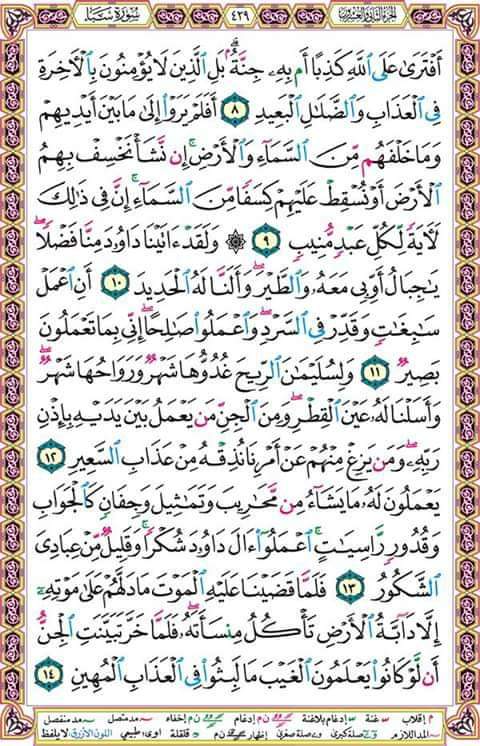 سُورَةُ سَبَإٍ ٤٢٩ الجزء الثاني والعشرون
أَفْتَرَىٰ عَلَى ٱللَّهِ كَذِبًا أَم بِهِۦ جِنَّةٌۢ ۗ بَلِ ٱلَّذِينَ لَا يُؤْمِنُونَ بِٱلْأَخِرَةِ
فِى ٱلْعَذَابِ وَٱلضَّلَٰلِ ٱلْبَعِيدِ ٨ أَفَلَمْ يَرَوْا۟ إِلَىٰ مَا بَيْنَ أَيْدِيهِمْ
وَمَا خَلْفَهُم مِّنَ ٱلسَّمَآءِ وَٱلْأَرْضِ ۚ إِن نَّشَأْ نَخْسِفْ بِهِمُ
ٱلْأَرْضَ أَوْ نُسْقِطْ عَلَيْهِمْ كِسَفًا مِّنَ ٱلسَّمَآءِ ۚ إِنَّ فِى ذَٰلِكَ
لَأٓيَةً لِّكُلِّ عَبْدٍ مُّنِيبٍ ٩ ۞ وَلَقَدْ ءَاتَيْنَا دَاوُۥدَ مِنَّا فَضْلًا ۖ
يَٰجِبَالُ أَوِّبِى مَعَهُۥ وَٱلطَّيْرَ ۖ وَأَلَنَّا لَهُ ٱلْحَدِيدَ ١٠ أَنِ ٱعْمَلْ
سَٰبِغَٰتٍ وَقَدِّرْ فِى ٱلسَّرْدِ ۖ وَٱعْمَلُوا۟ صَٰلِحًا ۖ إِنِّى بِمَا تَعْمَلُونَ
بَصِيرٌ ١١ وَلِسُلَيْمَٰنَ ٱلرِّيحَ غُدُوُّهَا شَهْرٌ وَرَوَاحُهَا شَهْرٌ ۖ
وَأَسَلْنَا لَهُۥ عَيْنَ ٱلْقِطْرِ ۖ وَمِنَ ٱلْجِنِّ مَن يَعْمَلُ بَيْنَ يَدَيْهِ بِإِذْنِ
رَبِّهِۦ ۖ وَمَن يَزِغْ مِنْهُمْ عَنْ أَمْرِنَا نُذِقْهُ مِنْ عَذَابِ ٱلسَّعِيرِ ١٢
يَعْمَلُونَ لَهُۥ مَا يَشَآءُ مِن مَّحَٰرِيبَ وَتَمَٰثِيلَ وَجِفَانٍ كَٱلْجَوَابِ
وَقُدُورٍ رَّاسِيَٰتٍ ۚ ٱعْمَلُوٓا۟ ءَالَ دَاوُۥدَ شُكْرًا ۚ وَقَلِيلٌ مِّنْ عِبَادِىَ
ٱلشَّكُورُ ١٣ فَلَمَّا قَضَيْنَا عَلَيْهِ ٱلْمَوْتَ مَا دَلَّهُمْ عَلَىٰ مَوْتِهِۦٓ
إِلَّا دَآبَّةُ ٱلْأَرْضِ تَأْكُلُ مِنسَأَتَهُۥ ۖ فَلَمَّا خَرَّ تَبَيَّنَتِ ٱلْجِنُّ
أَن لَّوْ كَانُوا۟ يَعْلَمُونَ ٱلْغَيْبَ مَا لَبِثُوا۟ فِى ٱلْعَذَابِ ٱلْمُهِينِ ١٤
م إقلاب غنة إدغام بلاغنة ن م إدغام ن م إخفاء مد متصل مد منفصل
المد اللازم صلة كبرى صلة صغرى إظهار ن م قلقلة اوى: طبيعي اللون الأزرق: لا يلفظ